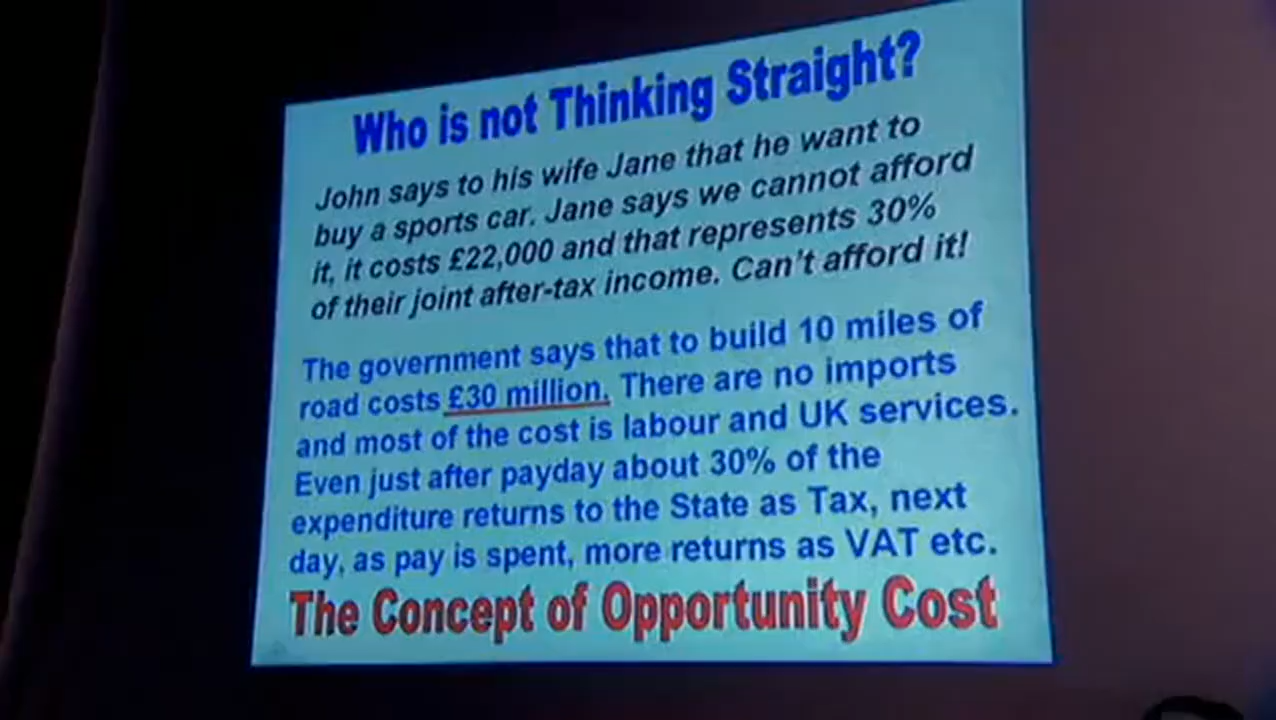 Who is not Thinking Straight?
John says to his wife Jane that he want to
buy a sports car. Jane says we cannot afford
it, it costs £22,000 and that represents 30%
of their joint after-tax income. Can't afford it!
The government says that to build 10 miles of
road costs £30 million. There are no imports
and most of the cost is labour and UK services.
Even just after payday about 30% of the
expenditure returns to the State as Tax, next
day, as pay is spent, more returns as VAT etc.
The Concept of Opportunity Cost